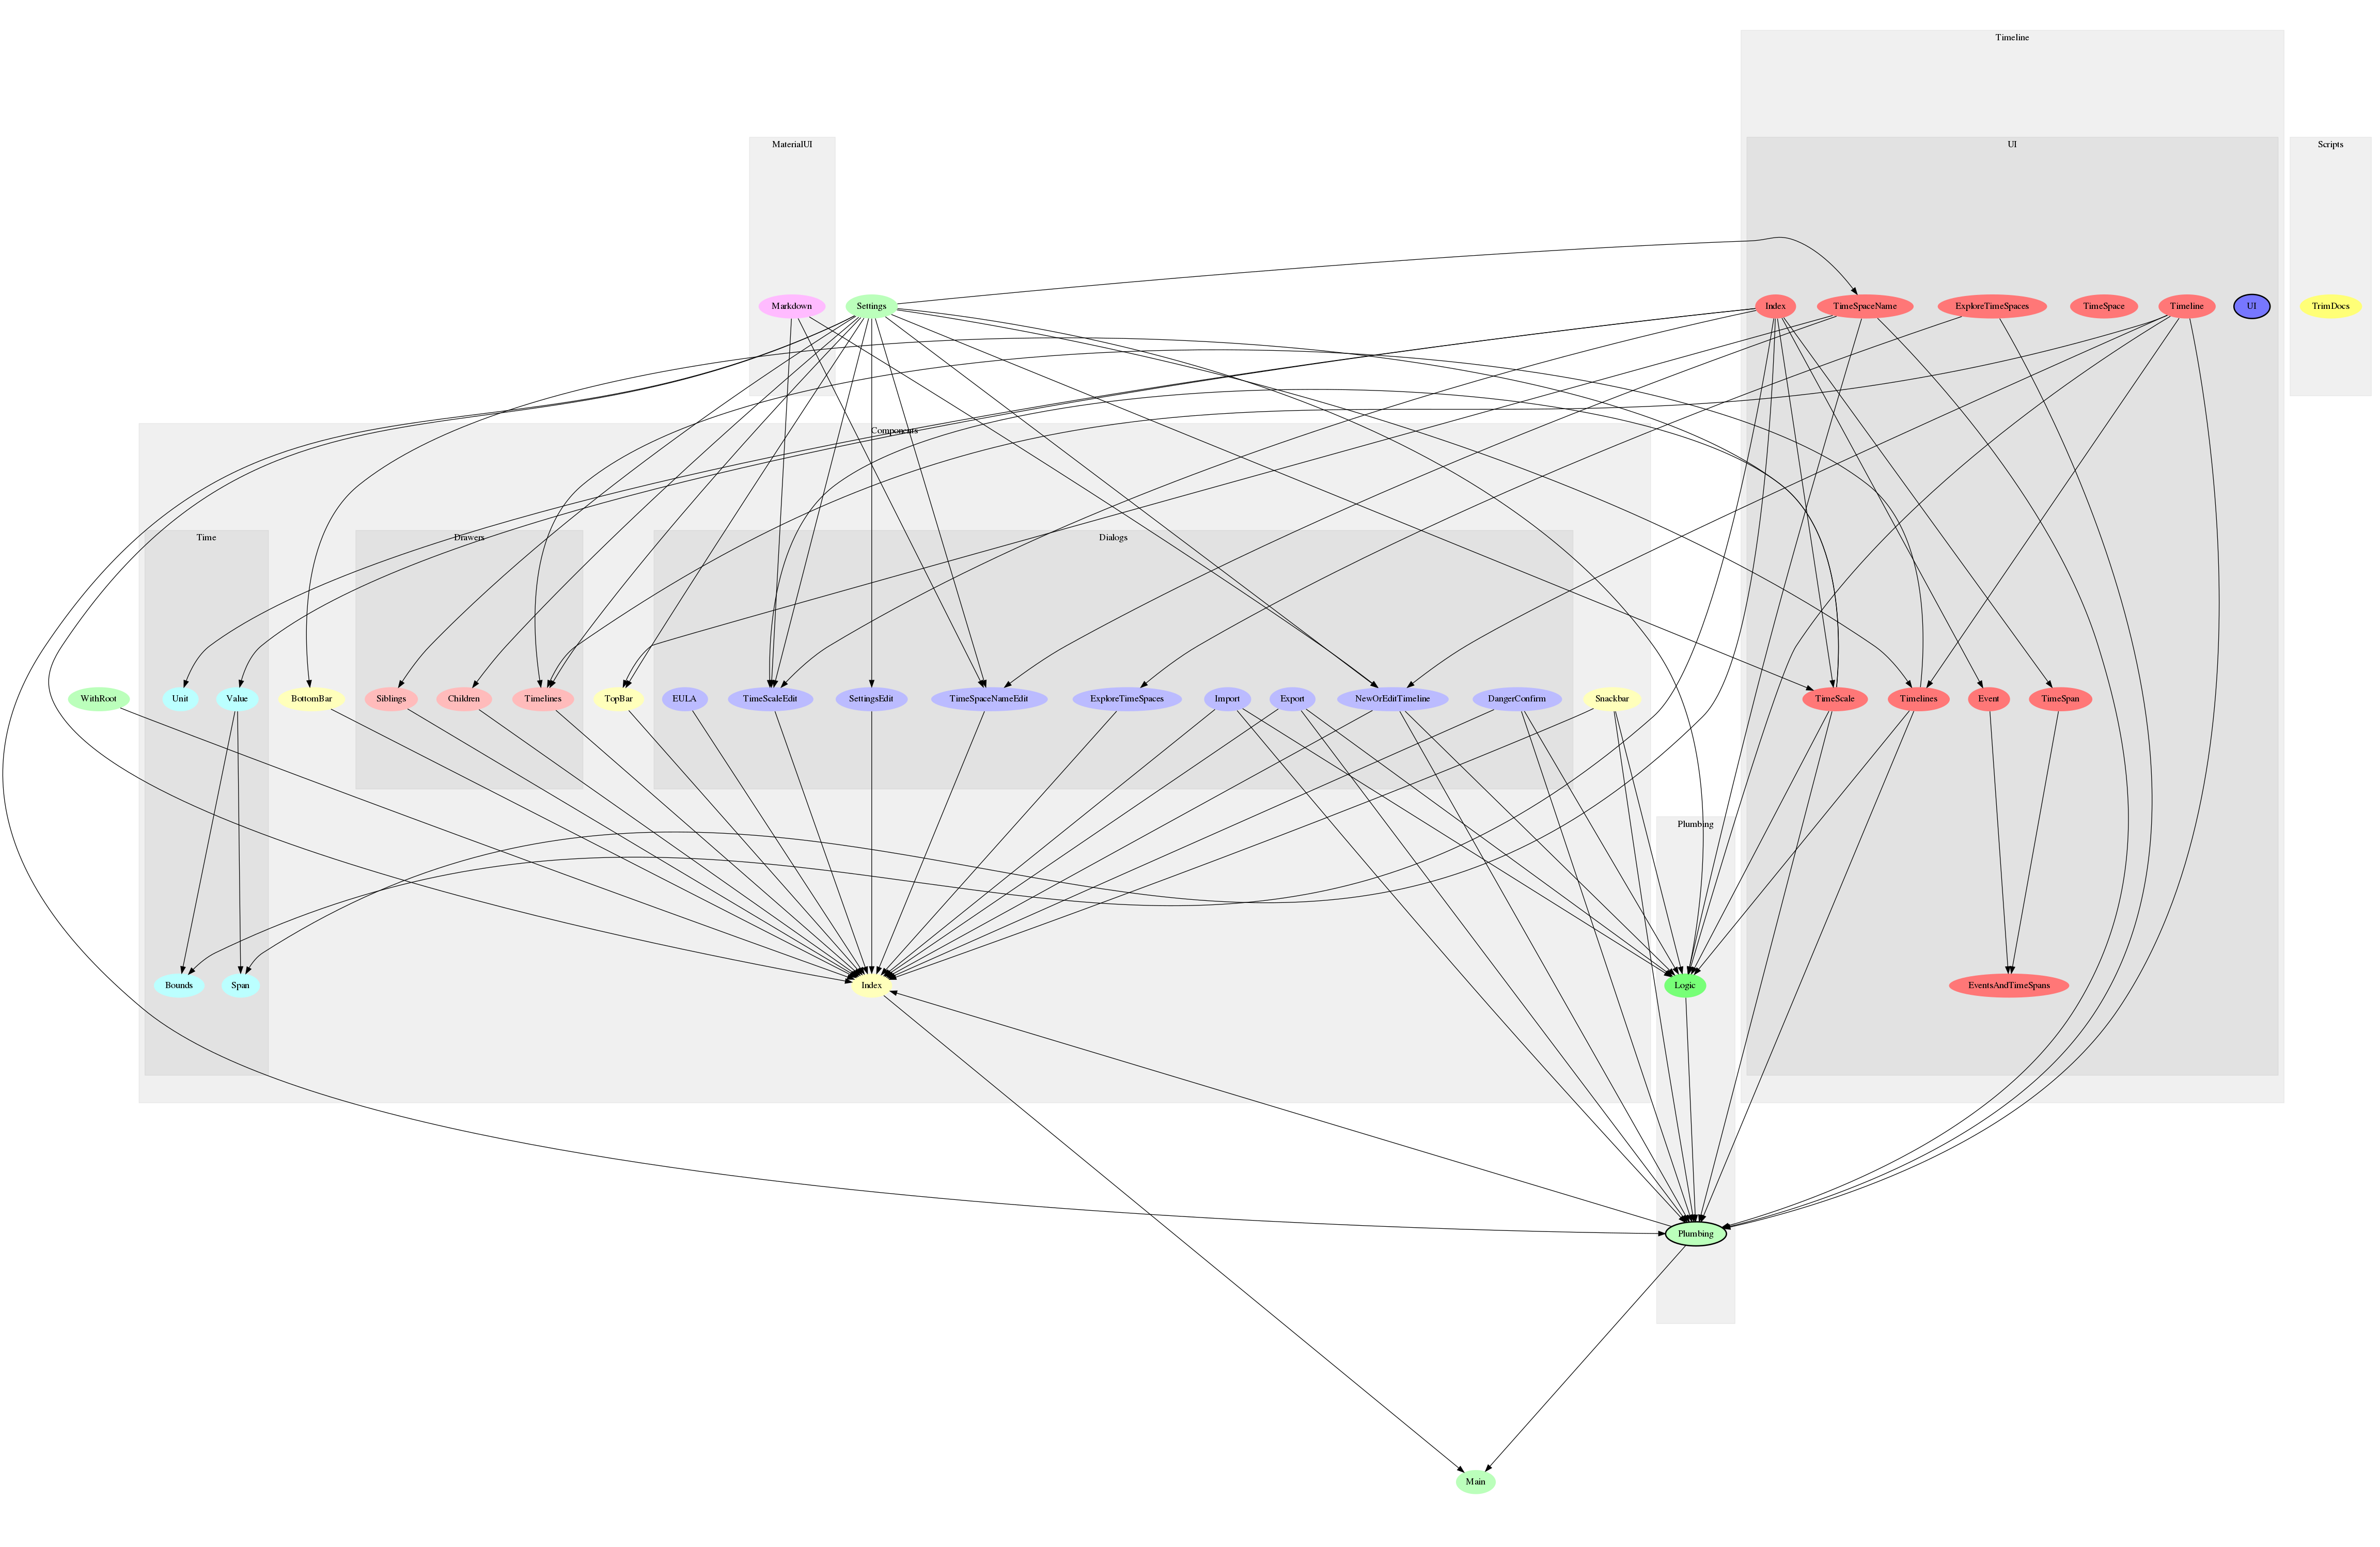 Timeline
MaterialUI
UI
Scripts
Markdown
Settings
Index
TimeSpaceName
ExploreTimeSpaces
TimeSpace
Timeline
UI
TrimDocs
Components
Time
Drawers
Dialogs
WithRoot
Unit
Value
BottomBar
Siblings
Children
Timelines
TopBar
EULA
TimeScaleEdit
SettingsEdit
TimeSpaceNameEdit
ExploreTimeSpaces
Import
Export
NewOrEditTimeline
DangerConfirm
Snackbar
TimeScale
Timelines
Event
TimeSpan
Plumbing
Bounds
Span
Index
Logic
EventsAndTimeSpans
Plumbing
Main